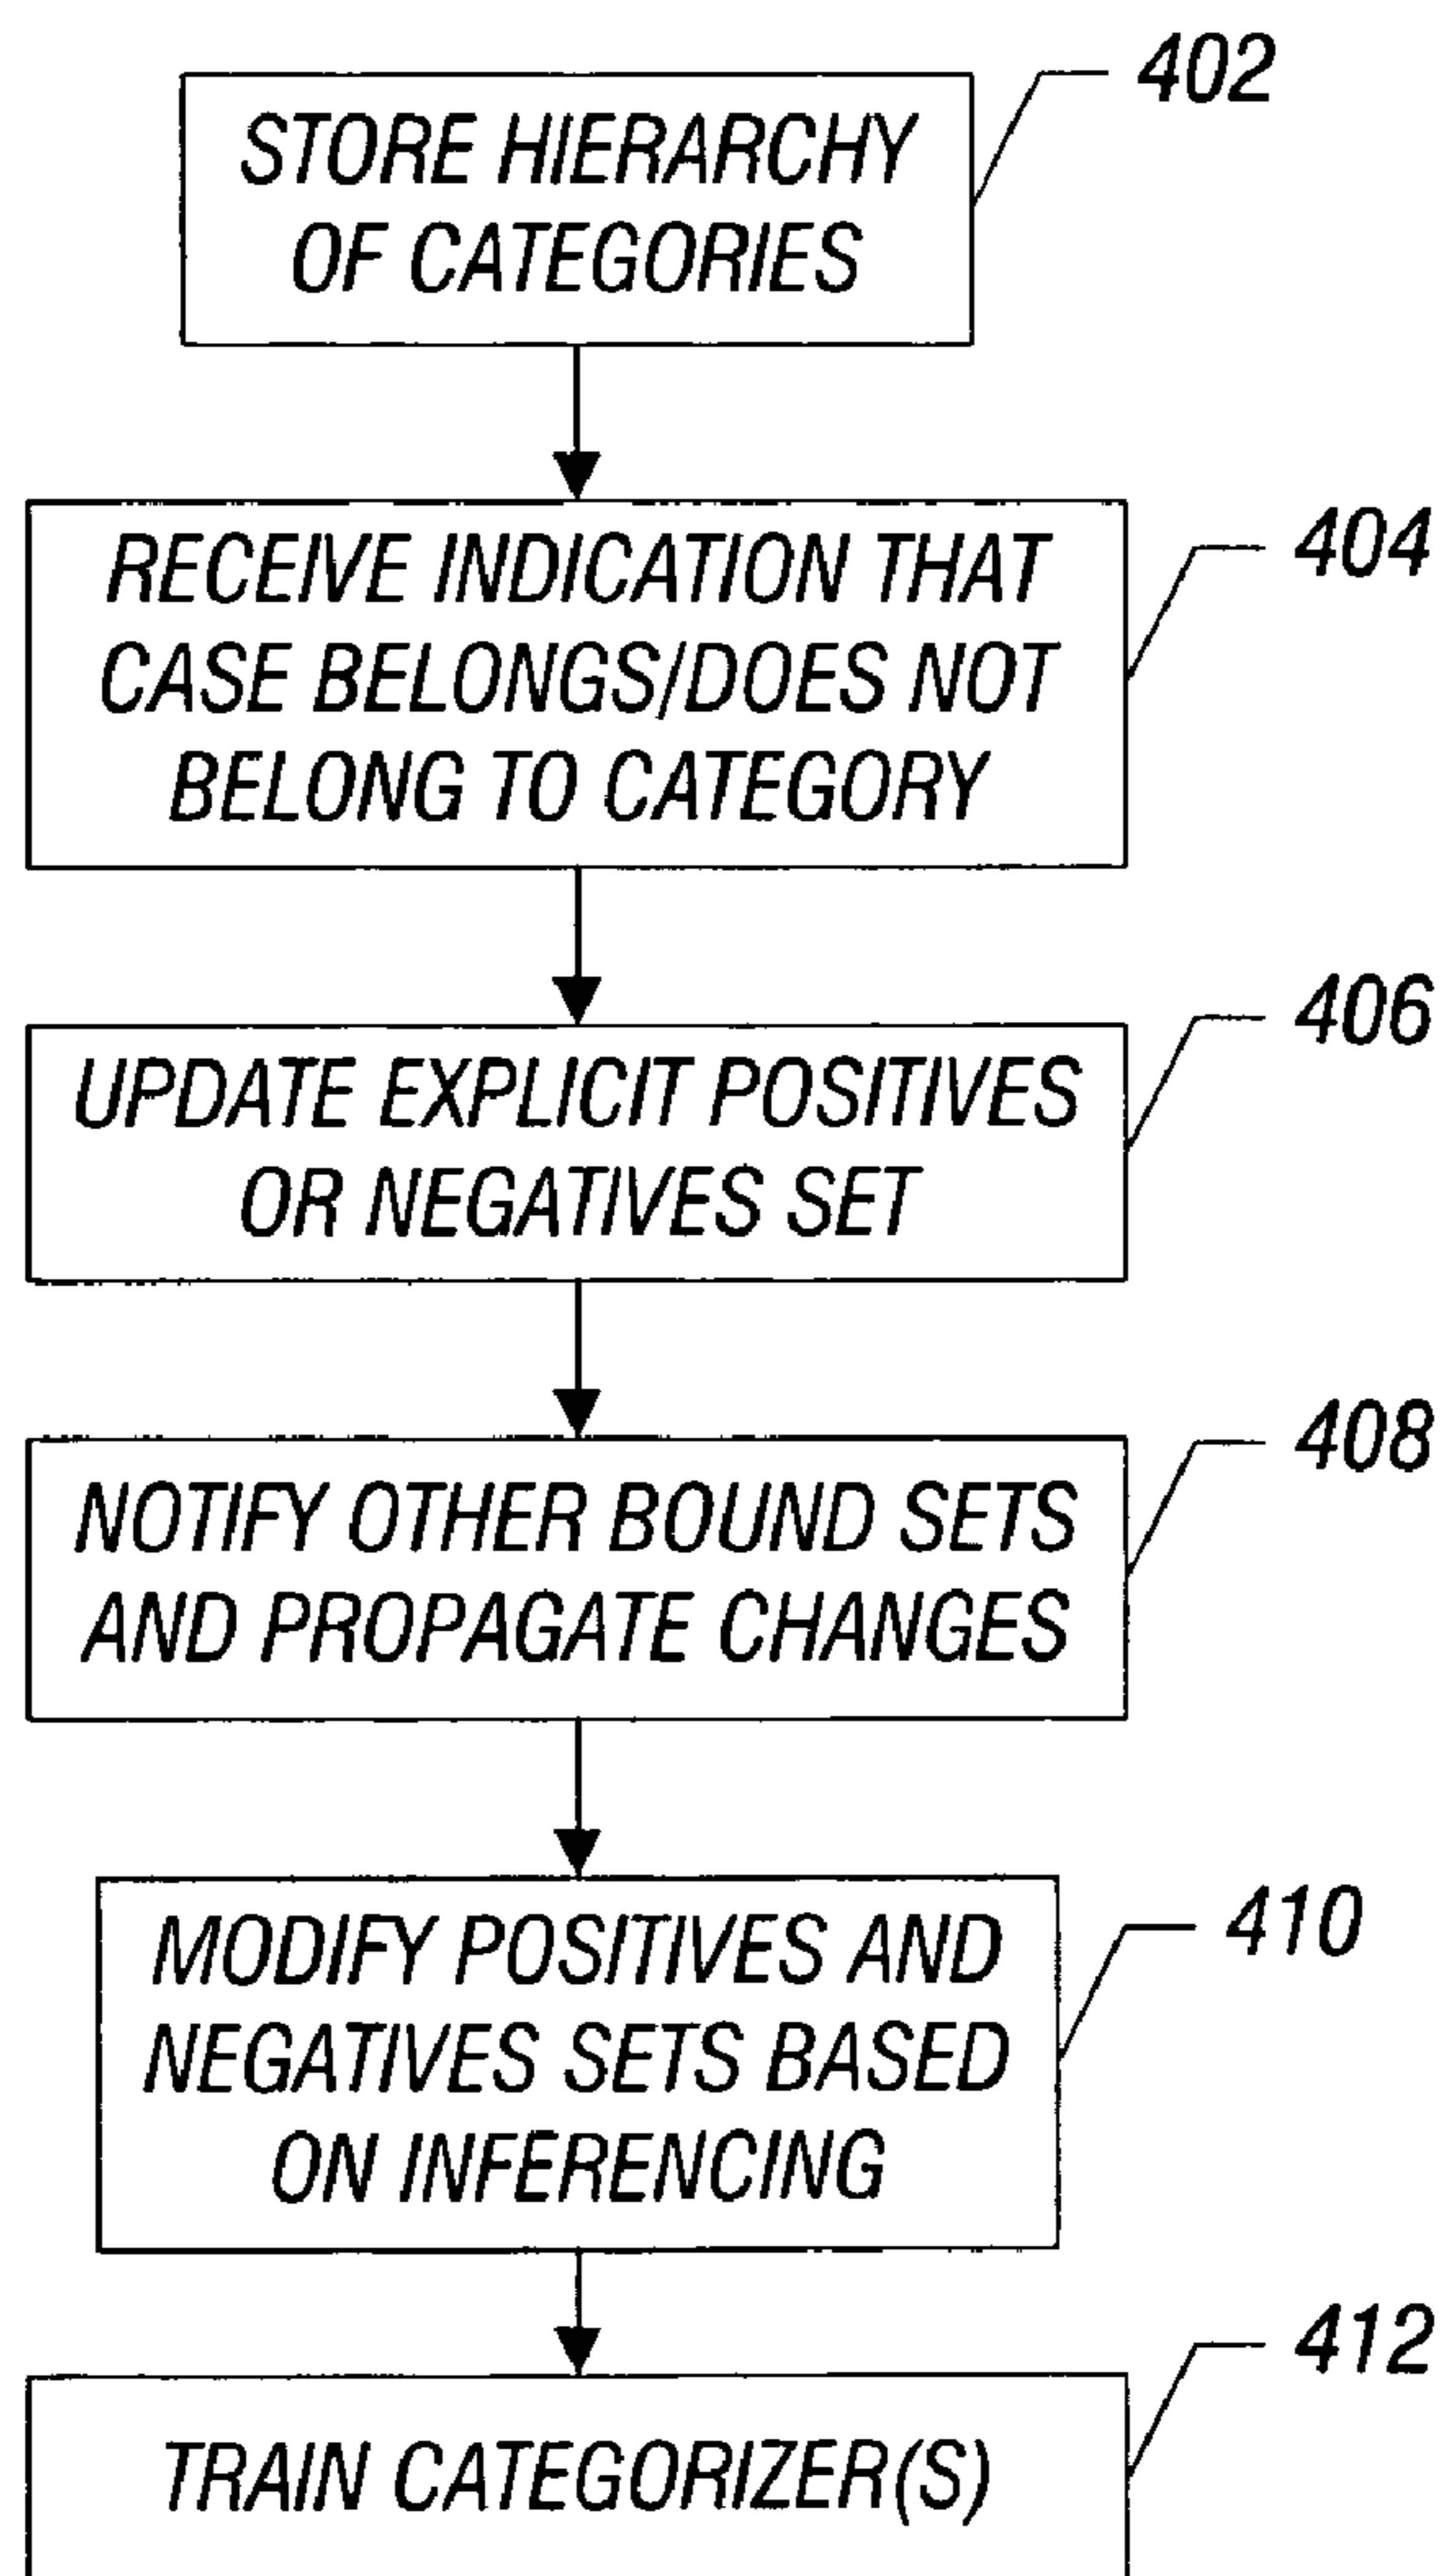 402
STORE HIERARCHY
OF CATEGORIES
404
RECEIVE INDICATION THAT
CASE BELONGS/DOES NOT
BELONG TO CATEGORY
406
UPDATE EXPLICIT POSITIVES
OR NEGATIVES SET
408
NOTIFY OTHER BOUND SETS
AND PROPAGATE CHANGES
410
MODIFY POSITIVES AND
NEGATIVES SETS BASED
ON INFERENCING
412
TRAIN CATEGORIZER(S)